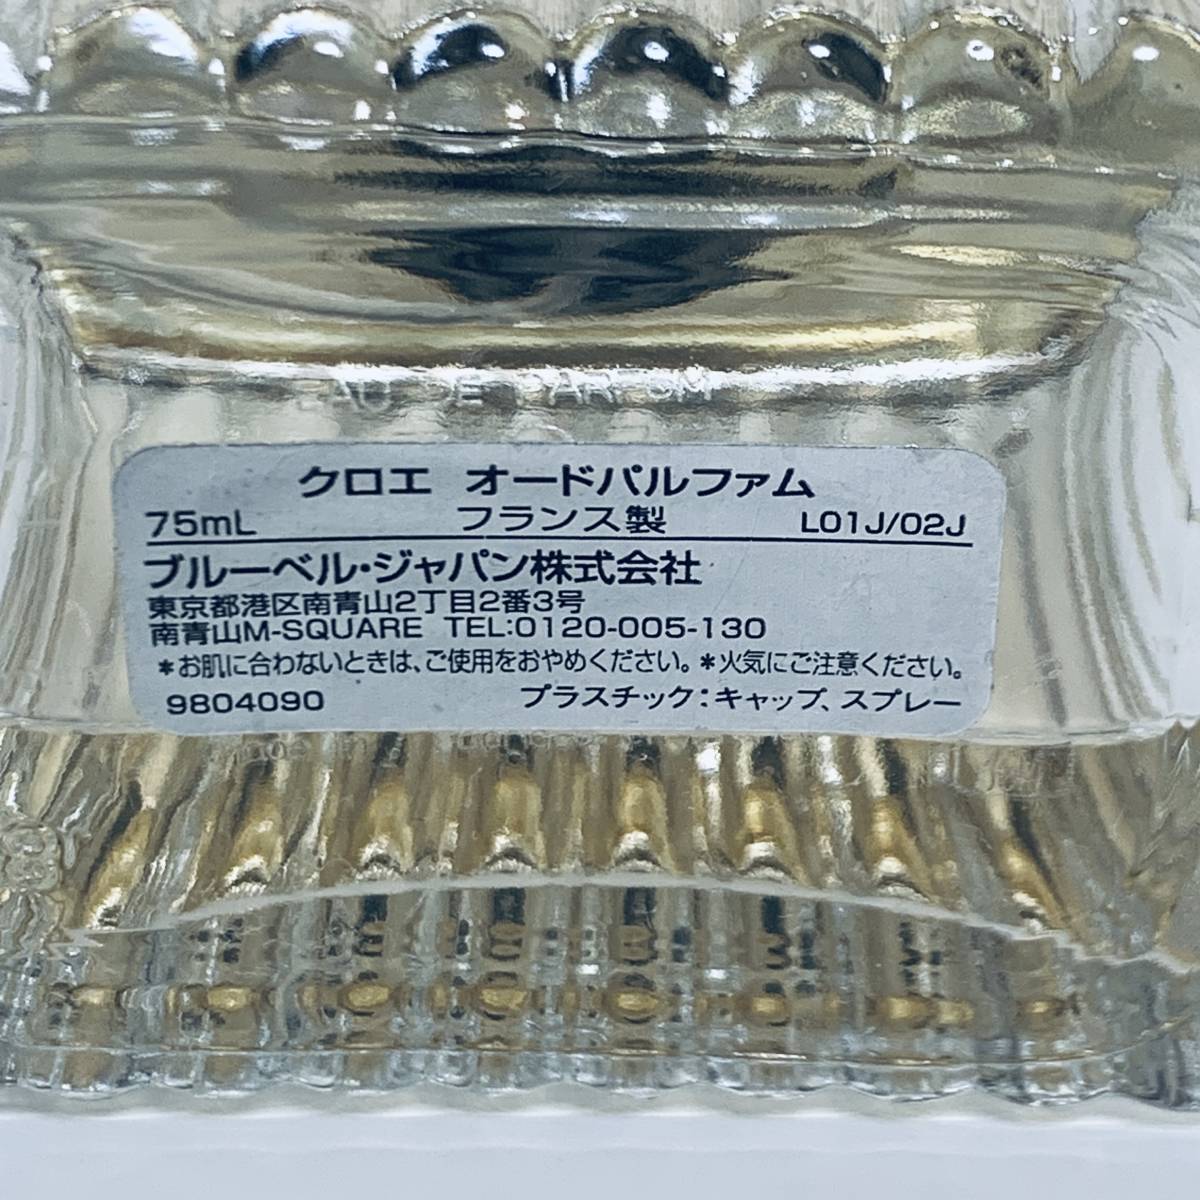 EAU DE PARFUM
クロエ オードパルファム
75mL フランス製 L01J/02J
ブルーベル・ジャパン株式会社
東京都港区南青山2丁目2番3号
南青山M-SQUARE TEL:0120-005-130
*お肌に合わないときは、ご使用をおやめください。*火気にご注意ください。
9804090 プラスチック:キャップ、スプレー